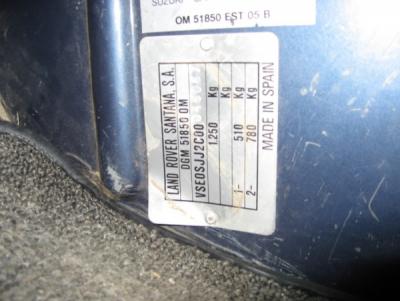 SUZUKI
OM 51850 EST 05 B
LAND ROVER SANTANA, S.A.
DGM 51850 OM
VSE0SJJ2C00
1.250 Kg
Kg
1- 510 Kg
2- 780 Kg
MADE IN SPAIN